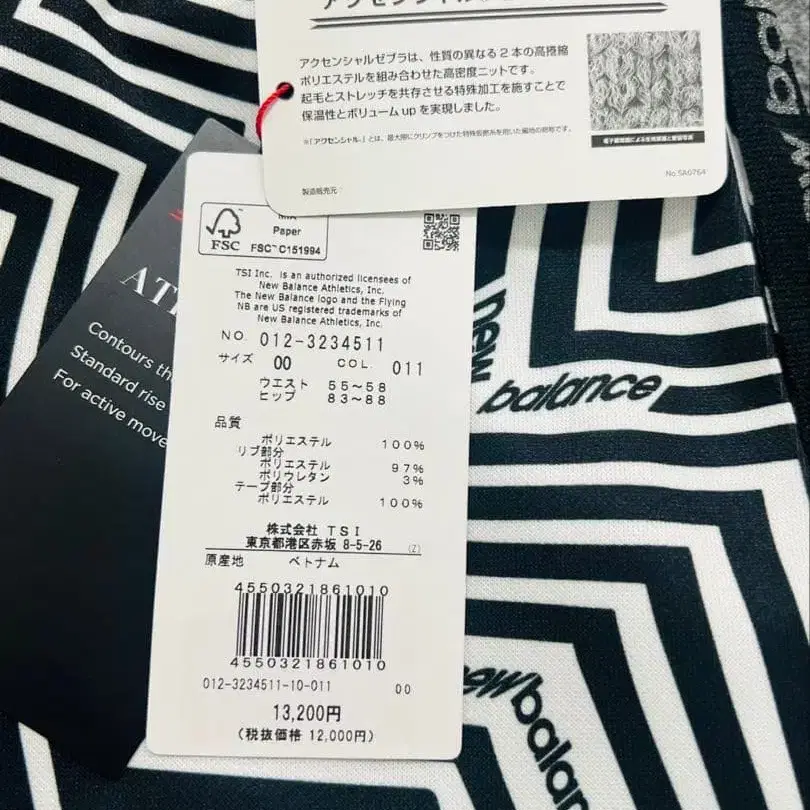 アクセンシャルゼブラは、性質の異なる2本の高捲縮
ポリエステルを組み合わせた高密度ニットです。
起毛とストレッチを共存させる特殊加工を施すことで
保温性とボリュームupを実現しました。
※「アクセンシャル」とは、最大限にクリンプをつけた特殊仮撚糸を用いた編地の総称です。
No.SA0764
製造販売元:
FSC
MIX
Paper
FSC™ C151994
TSI Inc. is an authorized licensees of
New Balance Athletics, Inc.
The New Balance logo and the Flying
NB are US registered trademarks of
New Balance Athletics, Inc.
NO. 012-3234511
サイズ 00 COL. 011
ウエスト 55~58
ヒップ 83~88
品質
ポリエステル 100%
リブ部分
ポリエステル 97%
ポリウレタン 3%
テープ部分
ポリエステル 100%
株式会社 TSI
東京都港区赤坂 8-5-26 (Z)
原産地 ベトナム
4550321861010
4550321861010
012-3234511-10-011 00
13,200円
(税抜価格 12,000円)
Contours th
Standard rise
For active move
new balance
new balan